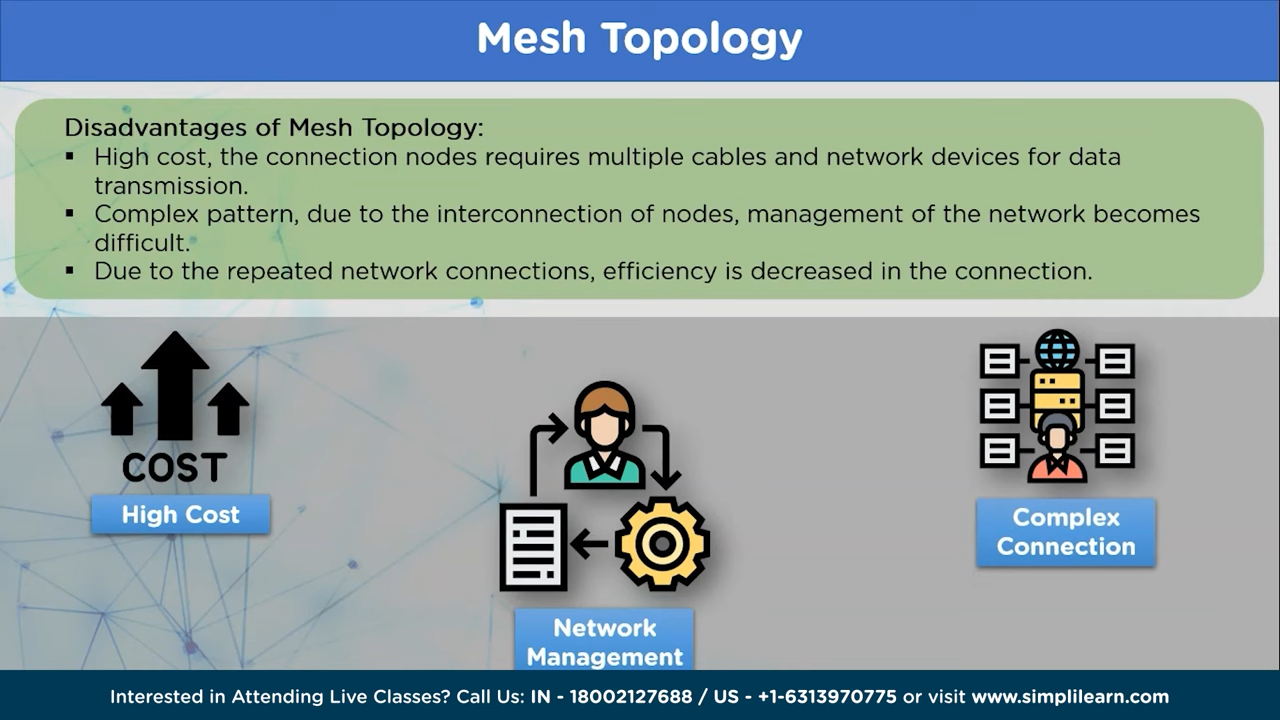 Mesh Topology
Disadvantages of Mesh Topology:
▪ High cost, the connection nodes requires multiple cables and network devices for data
transmission.
▪ Complex pattern, due to the interconnection of nodes, management of the network becomes
difficult.
▪ Due to the repeated network connections, efficiency is decreased in the connection.
COST
High Cost
Network
Management
Complex
Connection
Interested in Attending Live Classes? Call Us: IN - 18002127688 / US - +1-6313970775 or visit www.simplilearn.com